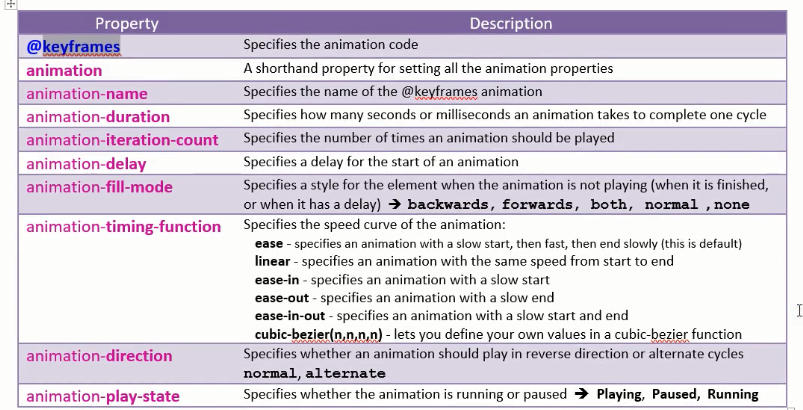 Property Description
@keyframes Specifies the animation code
animation A shorthand property for setting all the animation properties
animation-name Specifies the name of the @keyframes animation
animation-duration Specifies how many seconds or milliseconds an animation takes to complete one cycle
animation-iteration-count Specifies the number of times an animation should be played
animation-delay Specifies a delay for the start of an animation
animation-fill-mode Specifies a style for the element when the animation is not playing (when it is finished,
or when it has a delay) → backwards, forwards, both, normal ,none
animation-timing-function Specifies the speed curve of the animation:
ease - specifies an animation with a slow start, then fast, then end slowly (this is default)
linear - specifies an animation with the same speed from start to end
ease-in - specifies an animation with a slow start
ease-out - specifies an animation with a slow end
ease-in-out - specifies an animation with a slow start and end
cubic-bezier(n,n,n,n) - lets you define your own values in a cubic-bezier function
animation-direction Specifies whether an animation should play in reverse direction or alternate cycles
normal, alternate
animation-play-state Specifies whether the animation is running or paused → Playing, Paused, Running